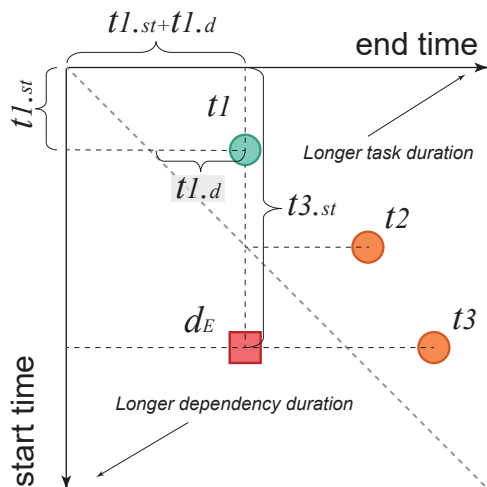 t1.st+t1.d
end time
t1.st
t1
Longer task duration
t1.d
t3.st
t2
dE
t3
Longer dependency duration
start time